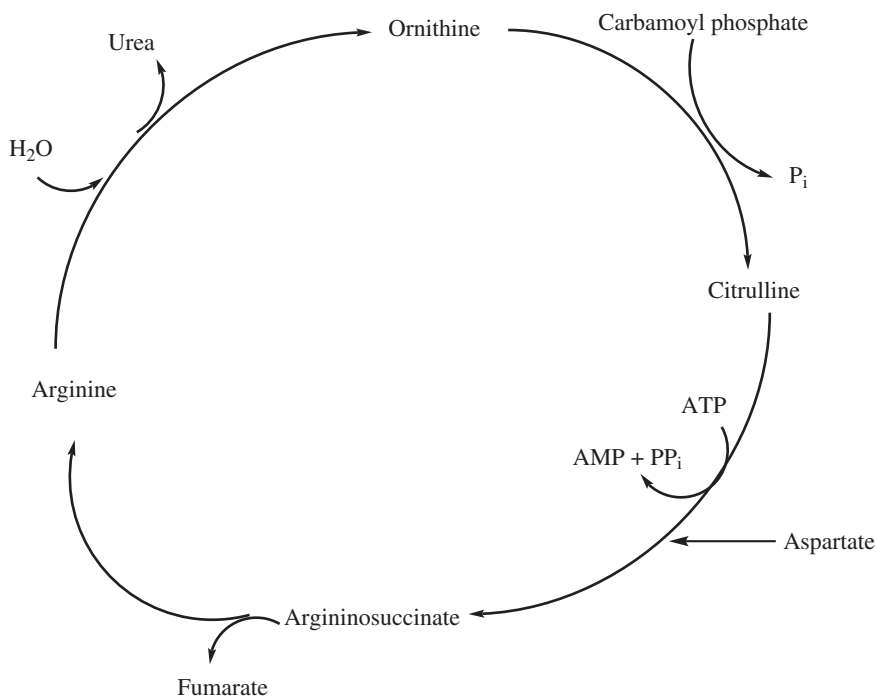 Ornithine
Carbamoyl phosphate
Urea
H₂O
Pᵢ
Citrulline
Arginine
ATP
AMP + PPᵢ
Aspartate
Argininosuccinate
Fumarate